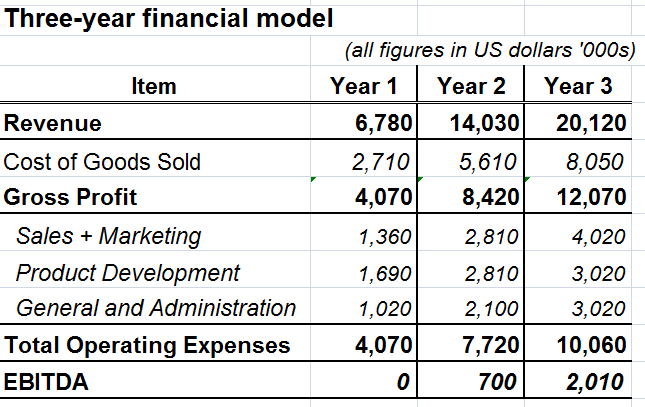 Three-year financial model
(all figures in US dollars '000s)
Item Year 1 Year 2 Year 3
Revenue 6,780 14,030 20,120
Cost of Goods Sold 2,710 5,610 8,050
Gross Profit 4,070 8,420 12,070
Sales + Marketing 1,360 2,810 4,020
Product Development 1,690 2,810 3,020
General and Administration 1,020 2,100 3,020
Total Operating Expenses 4,070 7,720 10,060
EBITDA 0 700 2,010